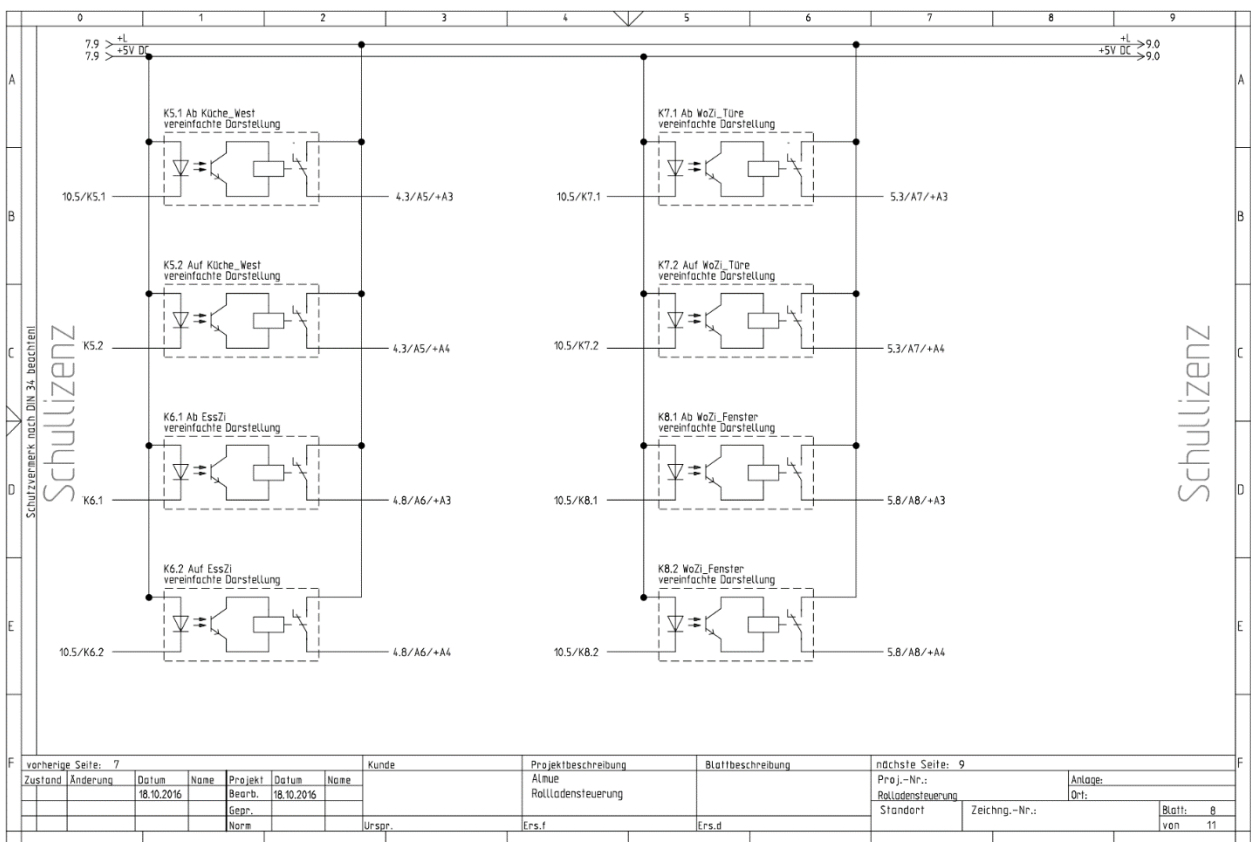 0 1 2 3 4 5 6 7 8 9
7.9 +L
7.9 +5V DC
+L 9.0
+5V DC 9.0
A
A
B
B
C
C
D
D
E
E
F
F
K5.1 Ab Küche_West
vereinfachte Darstellung
10.5/K5.1
4.3/A5/+A3
K7.1 Ab WoZi_Türe
vereinfachte Darstellung
10.5/K7.1
5.3/A7/+A3
K5.2 Auf Küche_West
vereinfachte Darstellung
K5.2
4.3/A5/+A4
K7.2 Auf WoZi_Türe
vereinfachte Darstellung
10.5/K7.2
5.3/A7/+A4
K6.1 Ab EssZi
vereinfachte Darstellung
K6.1
4.8/A6/+A3
K8.1 Ab WoZi_Fenster
vereinfachte Darstellung
10.5/K8.1
5.8/A8/+A3
K6.2 Auf EssZi
vereinfachte Darstellung
10.5/K6.2
4.8/A6/+A4
K8.2 WoZi_Fenster
vereinfachte Darstellung
10.5/K8.2
5.8/A8/+A4
Schutzvermerk nach DIN 34 beachten!
Schullizenz
Schullizenz
vorherige Seite: 7
Kunde
Projektbeschreibung
Blattbeschreibung
nächste Seite: 9
Zustand Änderung Datum Name Projekt Datum Name
Almue
Proj.-Nr.:
Anlage:
18.10.2016 Bearb. 18.10.2016
Rollladensteuerung
Rolladensteuerung
Ort:
Gepr.
Standort
Zeichng.-Nr.:
Blatt: 8
Norm
Urspr.
Ers.f
Ers.d
von 11